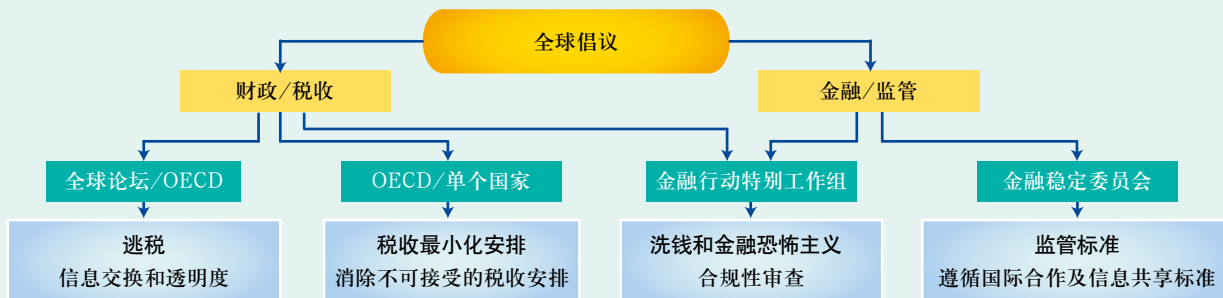 全球倡议
财政/税收
金融/监管
全球论坛/OECD
OECD/单个国家
金融行动特别工作组
金融稳定委员会
逃税
信息交换和透明度
税收最小化安排
消除不可接受的税收安排
洗钱和金融恐怖主义
合规性审查
监管标准
遵循国际合作及信息共享标准